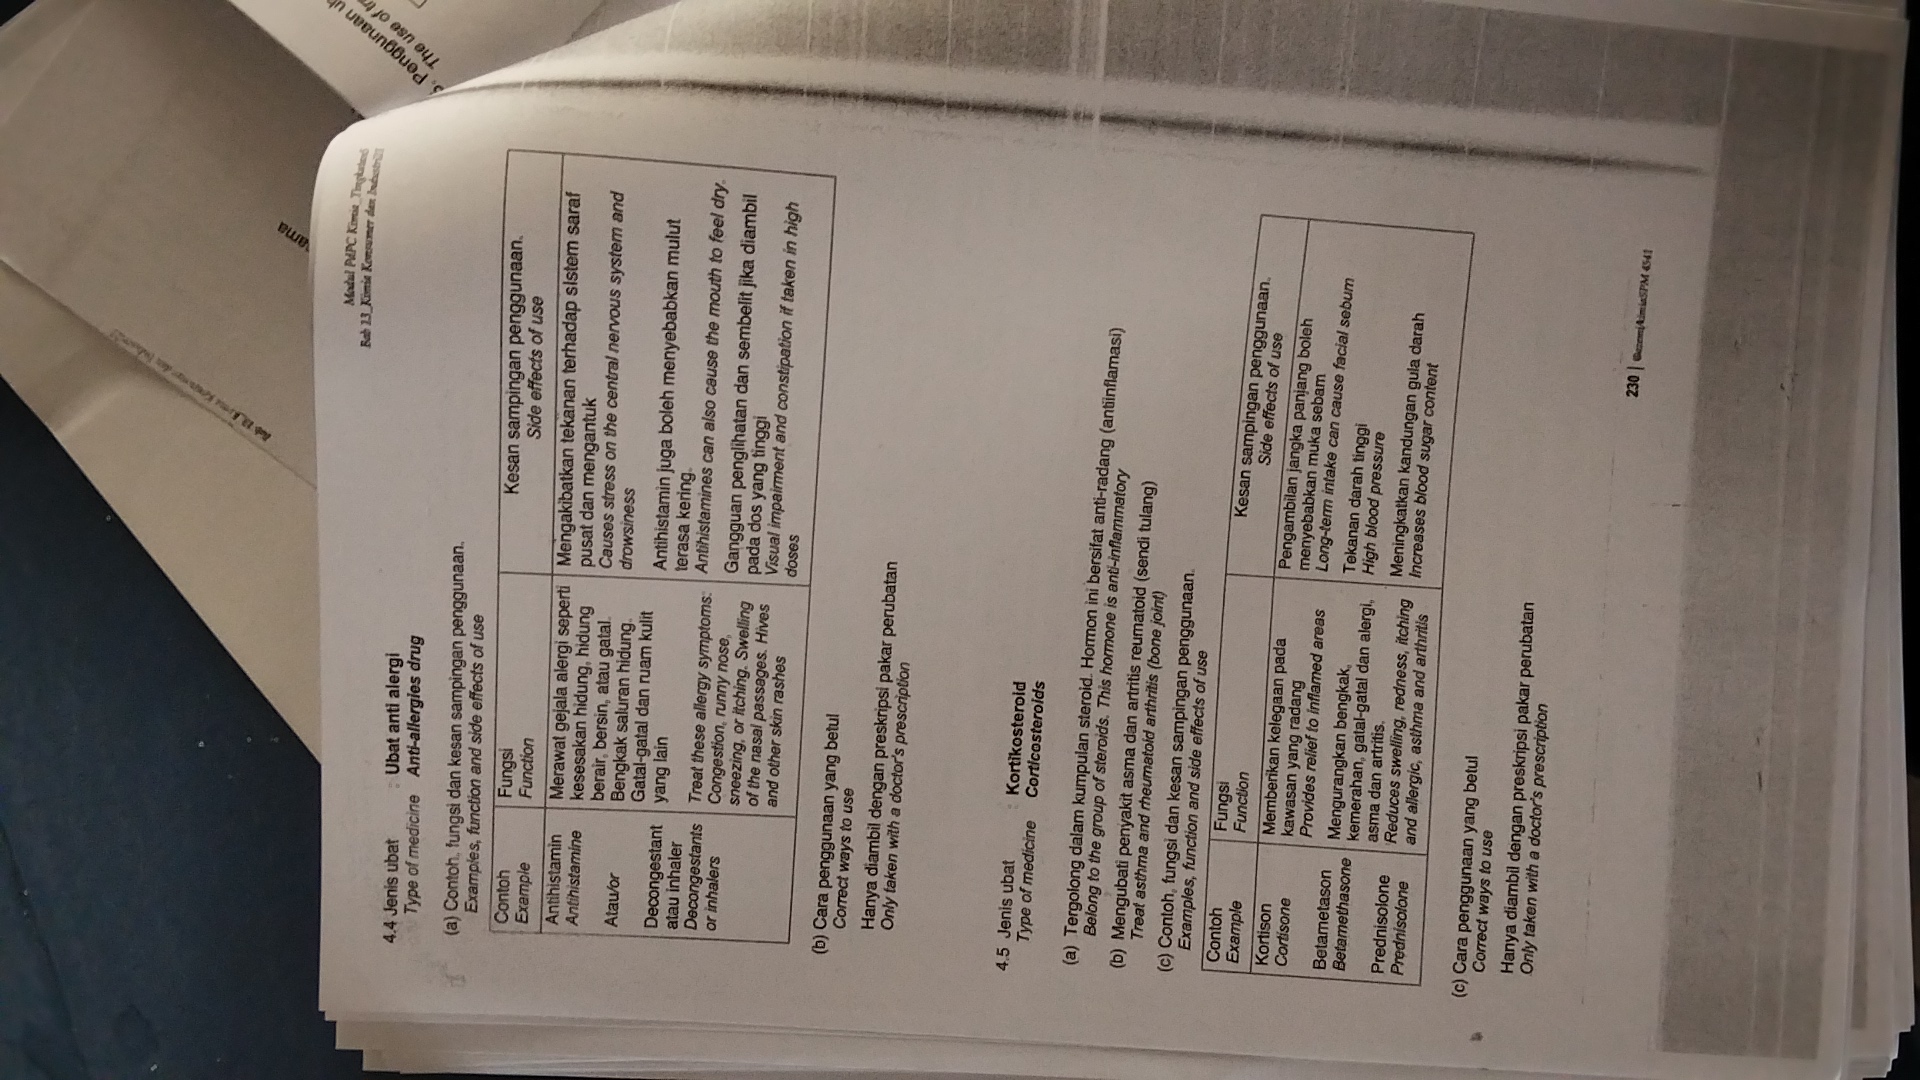 Modul PdPC Kimia_Tingkatan5
Bab 13_Kimia Konsumer dan Industri
4.4 Jenis ubat : Ubat anti alergi
Type of medicine Anti-allergies drug
(a) Contoh, fungsi dan kesan sampingan penggunaan.
Examples, function and side effects of use
Contoh
Example
Fungsi
Function
Kesan sampingan penggunaan.
Side effects of use
Antihistamin
Antihistamine
Atau/or
Decongestant
atau inhaler
Decongestants
or inhalers
Merawat gejala alergi seperti
kesesakan hidung, hidung
berair, bersin, atau gatal.
Bengkak saluran hidung.
Gatal-gatal dan ruam kulit
yang lain
Treat these allergy symptoms:
Congestion, runny nose,
sneezing, or itching. Swelling
of the nasal passages. Hives
and other skin rashes
Mengakibatkan tekanan terhadap sistem saraf
pusat dan mengantuk
Causes stress on the central nervous system and
drowsiness
Antihistamin juga boleh menyebabkan mulut
terasa kering.
Antihistamines can also cause the mouth to feel dry.
Gangguan penglihatan dan sembelit jika diambil
pada dos yang tinggi
Visual impairment and constipation if taken in high
doses
(b) Cara penggunaan yang betul
Correct ways to use
Hanya diambil dengan preskripsi pakar perubatan
Only taken with a doctor's prescription
4.5 Jenis ubat : Kortikosteroid
Type of medicine Corticosteroids
(a) Tergolong dalam kumpulan steroid. Hormon ini bersifat anti-radang (antiinflamasi)
Belong to the group of steroids. This hormone is anti-inflammatory
(b) Mengubati penyakit asma dan artritis reumatoid (sendi tulang)
Treat asthma and rheumatoid arthritis (bone joint)
(c) Contoh, fungsi dan kesan sampingan penggunaan.
Examples, function and side effects of use
Contoh
Example
Fungsi
Function
Kesan sampingan penggunaan.
Side effects of use
Kortison
Cortisone
Betametason
Betamethasone
Prednisolone
Prednisolone
Memberikan kelegaan pada
kawasan yang radang
Provides relief to inflamed areas
Mengurangkan bengkak,
kemerahan, gatal-gatal dan alergi,
asma dan artritis.
Reduces swelling, redness, itching
and allergic, asthma and arthritis
Pengambilan jangka panjang boleh
menyebabkan muka sebam
Long-term intake can cause facial sebum
Tekanan darah tinggi
High blood pressure
Meningkatkan kandungan gula darah
Increases blood sugar content
(c) Cara penggunaan yang betul
Correct ways to use
Hanya diambil dengan preskripsi pakar perubatan
Only taken with a doctor's prescription
230 |
Penggunaan
The use of